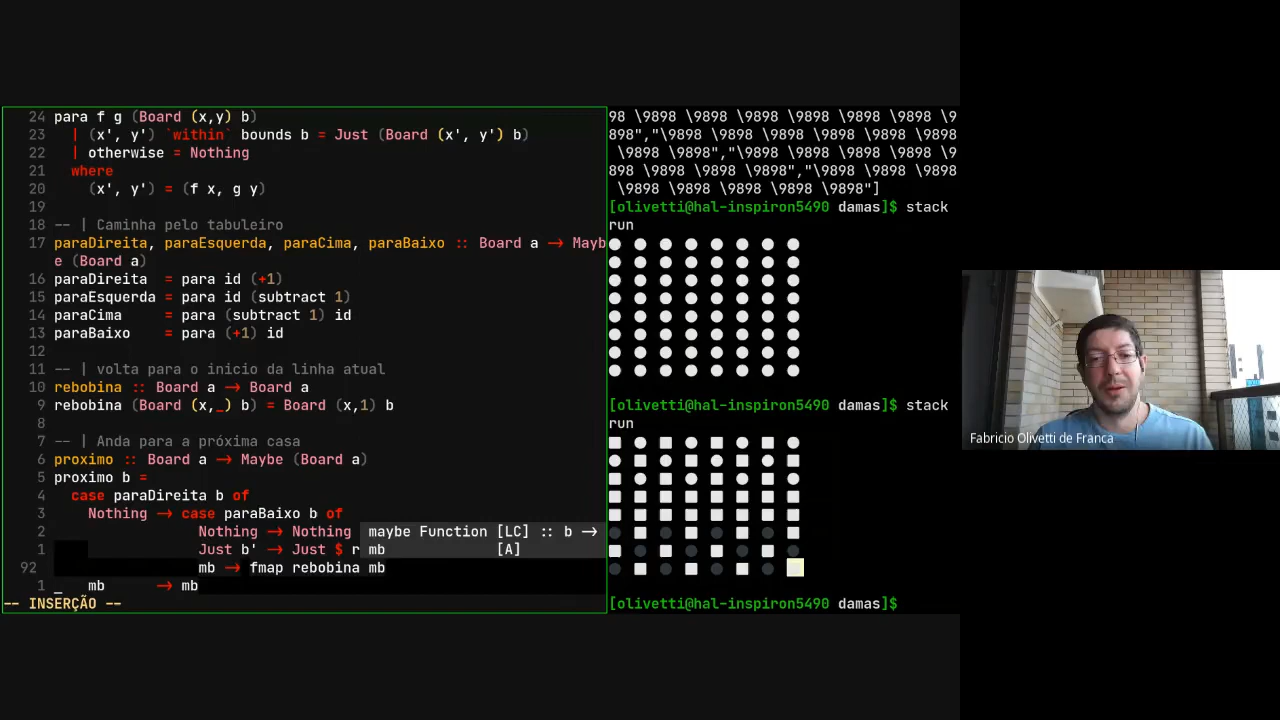 24 para f g (Board (x,y) b)
23 | (x', y') `within` bounds b = Just (Board (x', y') b)
22 | otherwise = Nothing
21 where
20 (x', y') = (f x, g y)
19
18 -- | Caminha pelo tabuleiro
17 paraDireita, paraEsquerda, paraCima, paraBaixo :: Board a → Mayb
e (Board a)
16 paraDireita = para id (+1)
15 paraEsquerda = para id (subtract 1)
14 paraCima = para (subtract 1) id
13 paraBaixo = para (+1) id
12
11 -- | volta para o inicio da linha atual
10 rebobina :: Board a → Board a
9 rebobina (Board (x,_) b) = Board (x,1) b
8
7 -- | Anda para a próxima casa
6 proximo :: Board a → Maybe (Board a)
5 proximo b =
4 case paraDireita b of
3 Nothing → case paraBaixo b of
2 Nothing → Nothing maybe Function [LC] :: b →
1 Just b' → Just $ r mb [A]
92 mb → fmap rebobina mb
1 _ mb → mb
-- INSERÇÃO --
98 \9898 \9898 \9898 \9898 \9898 \9898 \9
898","\9898 \9898 \9898 \9898 \9898 \9898
\9898 \9898","\9898 \9898 \9898 \9898 \9
898 \9898 \9898 \9898","\9898 \9898 \9898
\9898 \9898 \9898 \9898 \9898"]
[olivetti@hal-inspiron5490 damas]$ stack
run
[olivetti@hal-inspiron5490 damas]$ stack
run
[olivetti@hal-inspiron5490 damas]$
Fabricio Olivetti de Franca